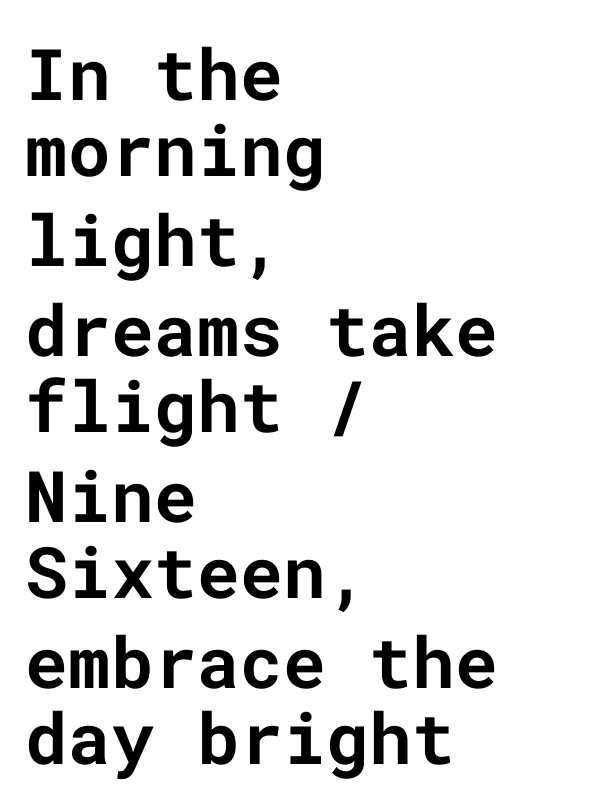 In the
morning
light,
dreams take
flight /
Nine
Sixteen,
embrace the
day bright